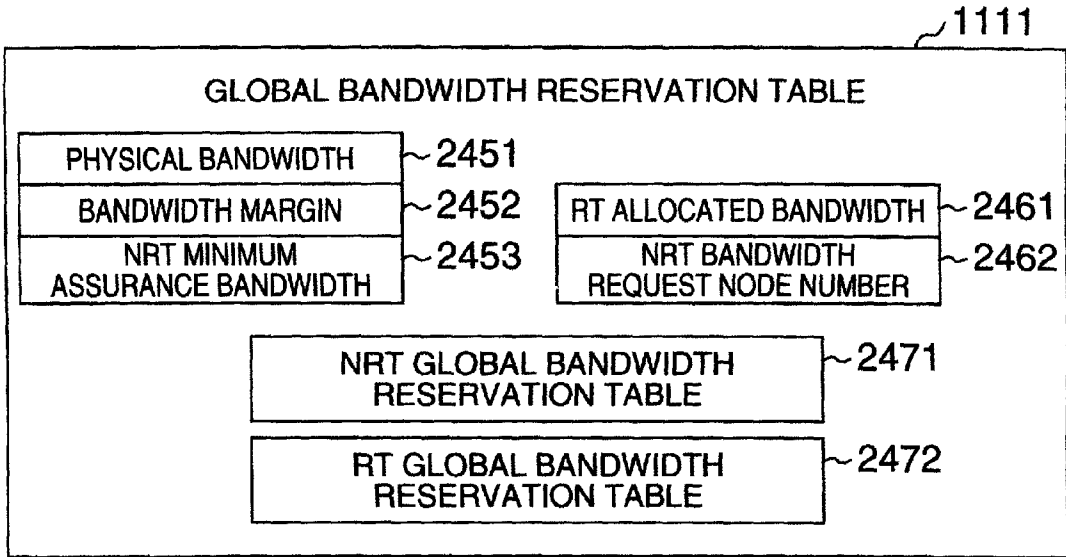 1111
GLOBAL BANDWIDTH RESERVATION TABLE
PHYSICAL BANDWIDTH
2451
BANDWIDTH MARGIN
2452
NRT MINIMUM
ASSURANCE BANDWIDTH
2453
RT ALLOCATED BANDWIDTH
2461
NRT BANDWIDTH
REQUEST NODE NUMBER
2462
NRT GLOBAL BANDWIDTH
RESERVATION TABLE
2471
RT GLOBAL BANDWIDTH
RESERVATION TABLE
2472